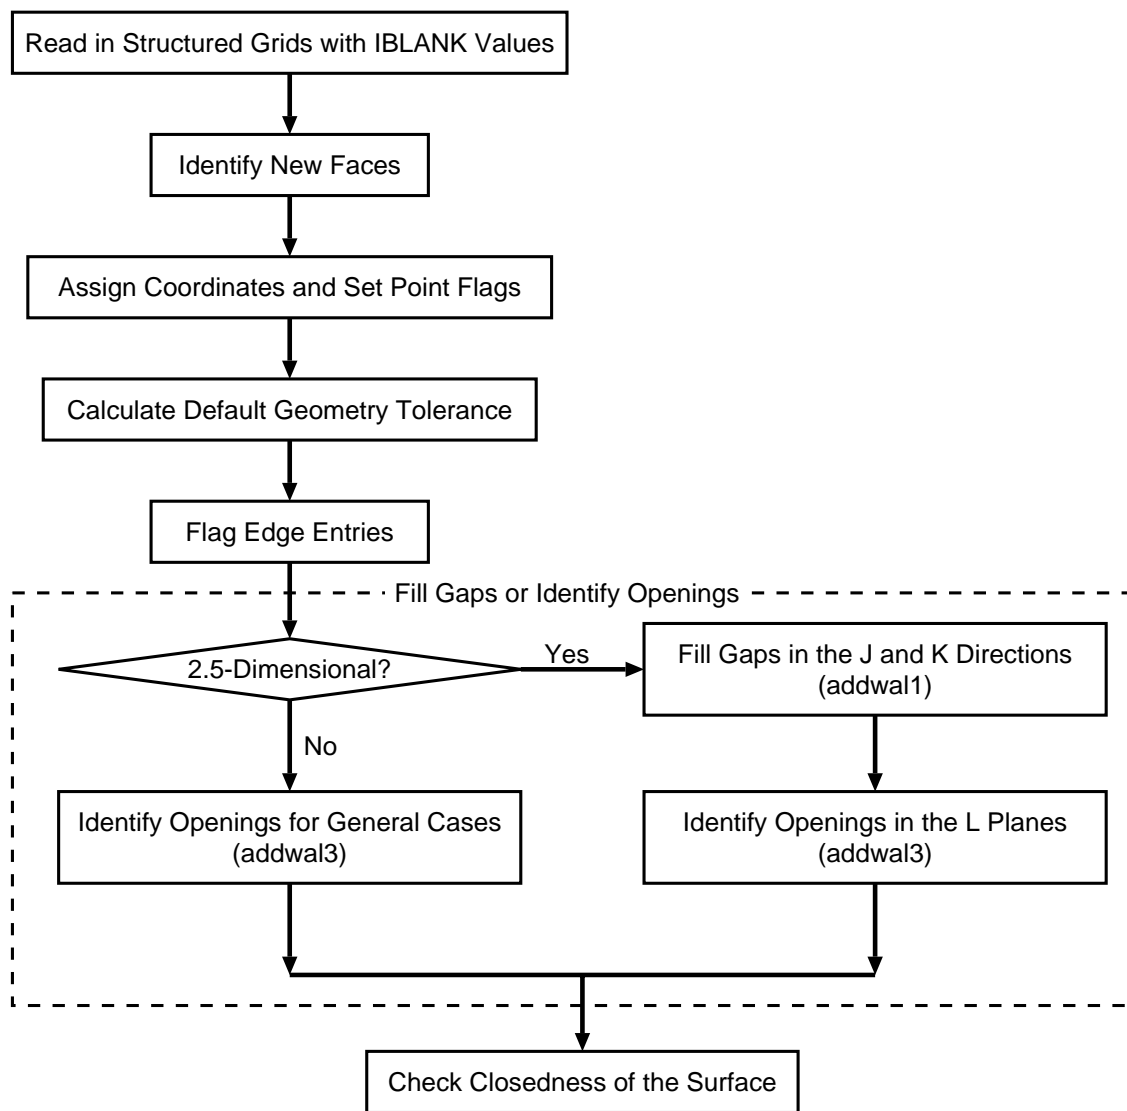 Read in Structured Grids with IBLANK Values
Identify New Faces
Assign Coordinates and Set Point Flags
Calculate Default Geometry Tolerance
Flag Edge Entries
Fill Gaps or Identify Openings
2.5-Dimensional?
Yes
Fill Gaps in the J and K Directions
(addwal1)
No
Identify Openings for General Cases
(addwal3)
Identify Openings in the L Planes
(addwal3)
Check Closedness of the Surface